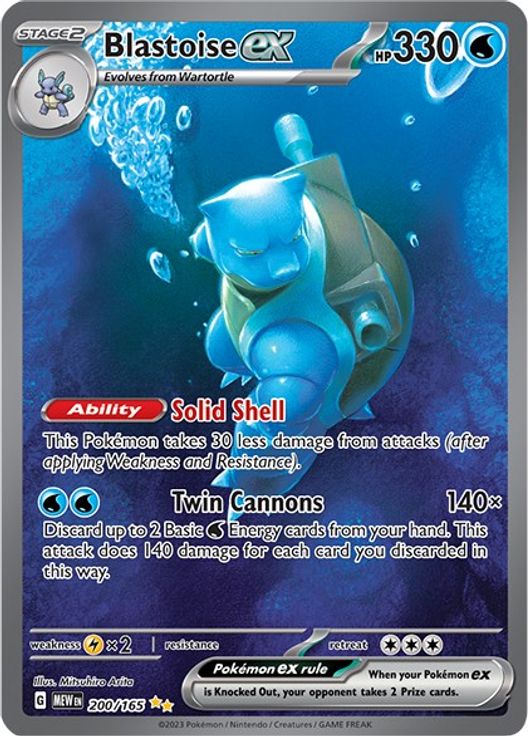 STAGE2 Blastoise ex HP 330
Evolves from Wartortle
Ability Solid Shell
This Pokémon takes 30 less damage from attacks (after
applying Weakness and Resistance).
Twin Cannons 140×
Discard up to 2 Basic Energy cards from your hand. This
attack does 140 damage for each card you discarded in
this way.
weakness ×2 resistance retreat
Illus. Mitsuhiro Arita
Pokémon ex rule When your Pokémon ex
is Knocked Out, your opponent takes 2 Prize cards.
G MEW EN 200/165
©2023 Pokémon / Nintendo / Creatures / GAME FREAK